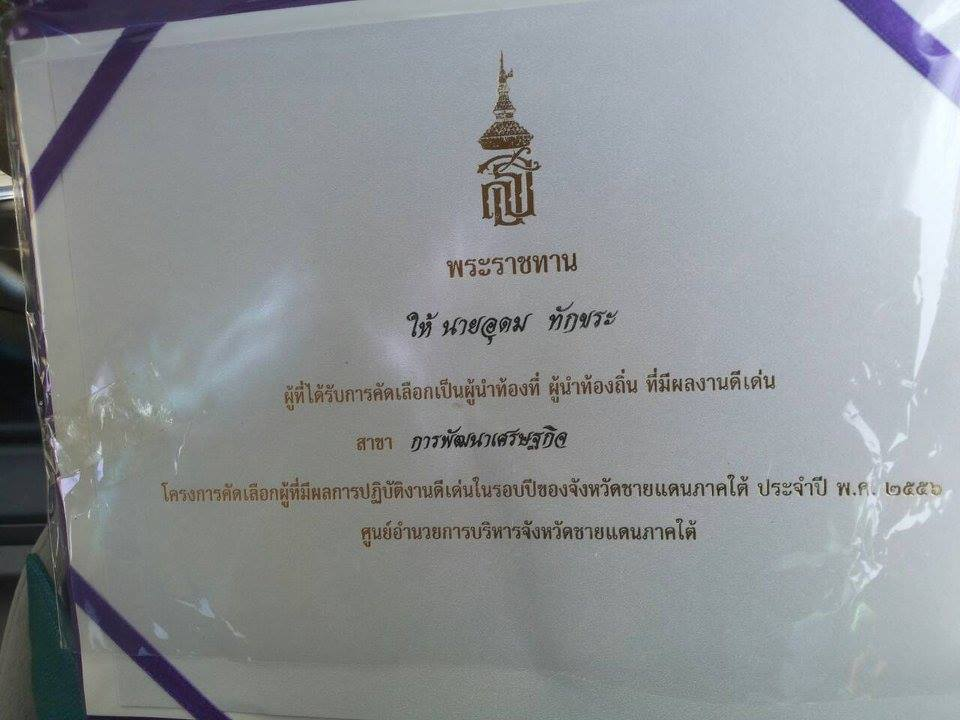 พระราชทาน
ให้ นายอุดม ทักขระ
ผู้ที่ได้รับการคัดเลือกเป็นผู้นำท้องที่ ผู้นำท้องถิ่น ที่มีผลงานดีเด่น
สาขา การพัฒนาเศรษฐกิจ
โครงการคัดเลือกผู้ที่มีผลการปฏิบัติงานดีเด่นในรอบปีของจังหวัดชายแดนภาคใต้ ประจำปี พ.ศ. ๒๕๕๖
ศูนย์อำนวยการบริหารจังหวัดชายแดนภาคใต้